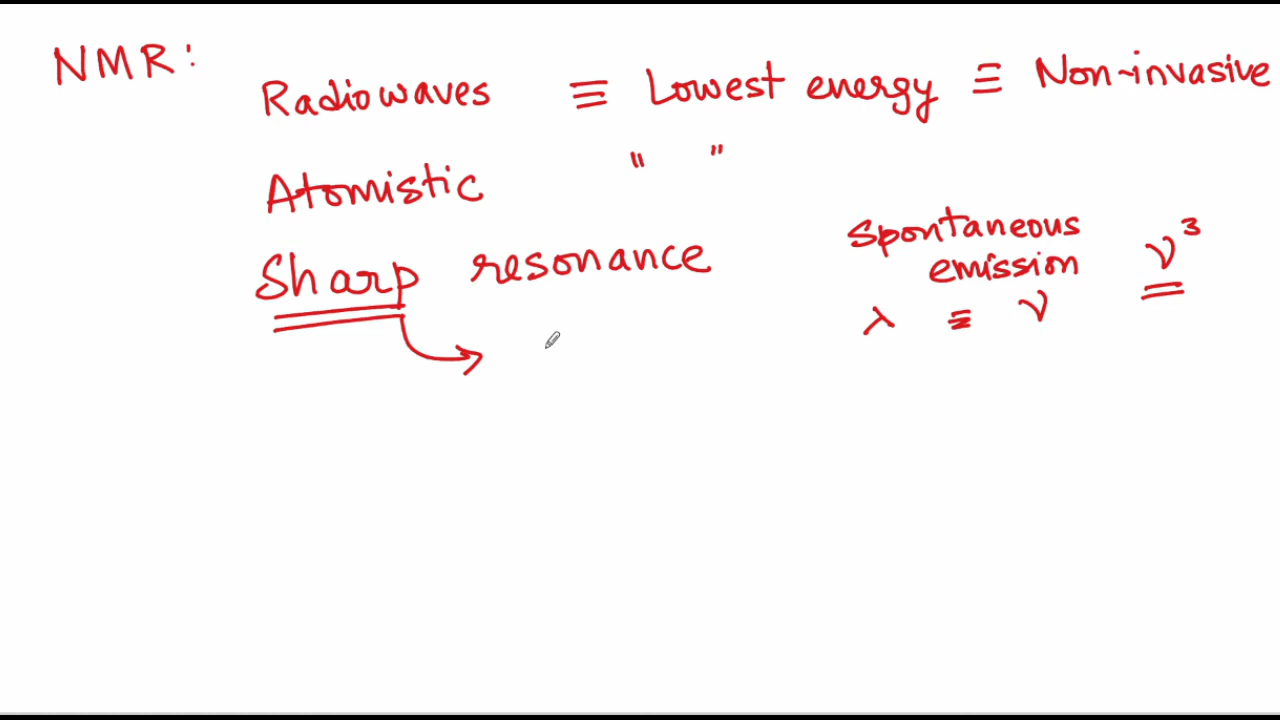 NMR:
Radiowaves ≡ Lowest energy ≡ Non-invasive
Atomistic " "
Sharp resonance
Spontaneous
emission ν³
λ ≡ ν